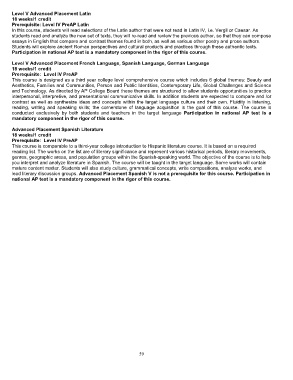 Level V Advanced Placement Latin
18 weeks/1 credit
Prerequisite: Level IV PreAP Latin
In this course, students will read selections of the Latin author that were not read in Latin IV, i.e. Vergil or Caesar. As
students read and analyze the new set of texts, they will re-read and review the previous author, so that they can compose
essays in English that compare and contrast themes found in both, as well as various other poetry and prose authors.
Students will explore ancient Roman perspectives and cultural products and practices through these authentic texts.
Participation in national AP test is a mandatory component in the rigor of this course.
Level V Advanced Placement French Language, Spanish Language, German Language
18 weeks/1 credit
Prerequisite: Level IV PreAP
This course is designed as a third year college level comprehensive course which includes 6 global themes: Beauty and
Aesthetics, Families and Communities, Person and Public Identities, Contemporary Life, Global Challenges and Science
and Technology. As directed by AP College Board these themes are structured to allow students opportunities to practice
interpersonal, interpretive, and presentational communicative skills. In addition students are expected to compare and
contrast as well as synthesize ideas and concepts within the target language culture and their own. Fluidity in listening,
reading, writing and speaking skills: the cornerstone of language acquisition is the goal of this course. The course is
conducted exclusively by both students and teachers in the target language Participation in national AP test is a
mandatory component in the rigor of this course.
Advanced Placement Spanish Literature
18 weeks/1 credit
Prerequisite: Level IV PreAP
This course is comparable to a third-year college introduction to Hispanic literature course. It is based on a required
reading list. The works on the list are of literary significance and represent various historical periods, literary movements,
genres, geographic areas, and population groups within the Spanish-speaking world. The objective of the course is to help
you interpret and analyze literature in Spanish. The course will be taught in the target language. Some works will contain
mature content matter. Students will also study culture, grammatical concepts, write compositions, analyze works, and
read literary discussion groups. Advanced Placement Spanish V is not a prerequisite for this course. Participation in
national AP test is a mandatory component in the rigor of this course.